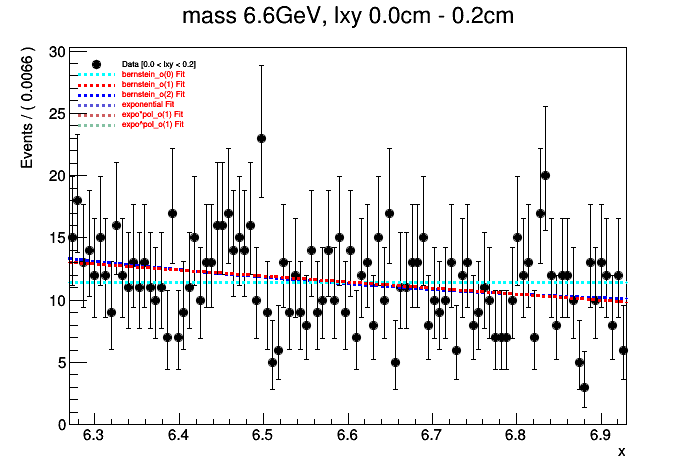 mass 6.6GeV, lxy 0.0cm - 0.2cm
Events / ( 0.0066 )
30
25
20
15
10
5
0
Data [0.0 < lxy < 0.2]
bernstein_o(0) Fit
bernstein_o(1) Fit
bernstein_o(2) Fit
exponential Fit
expo*pol_o(1) Fit
expo*pol_o(1) Fit
6.3 6.4 6.5 6.6 6.7 6.8 6.9
x